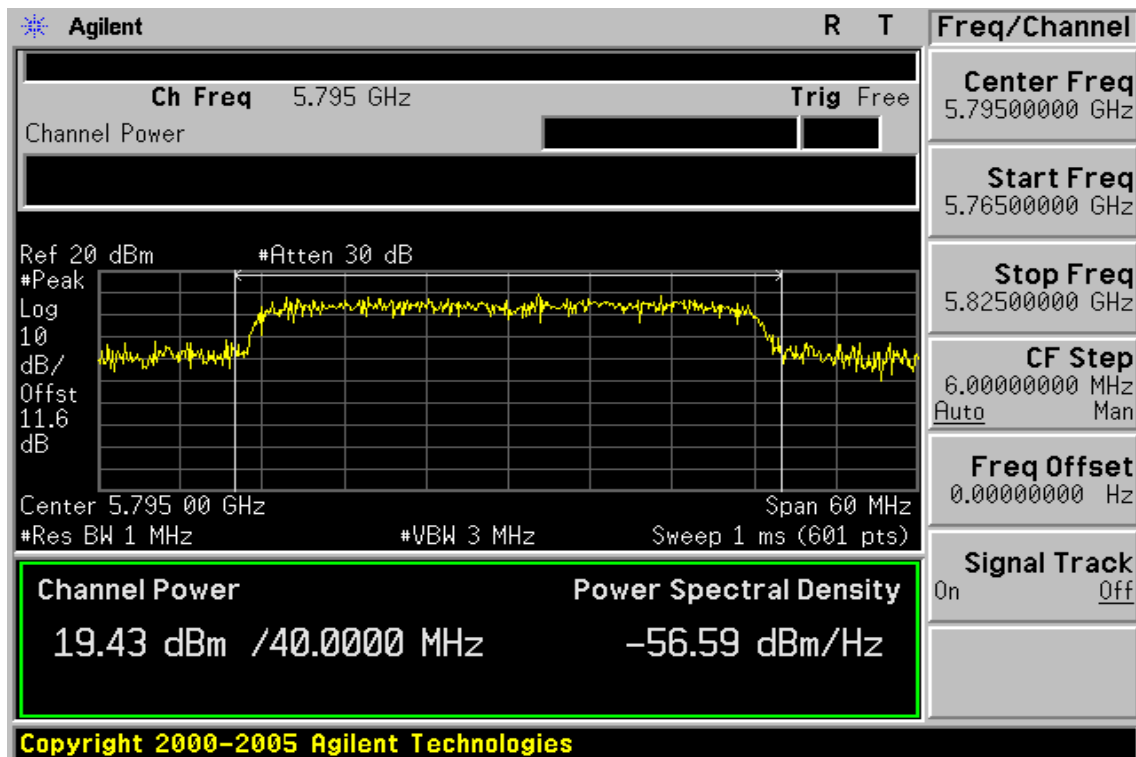 Agilent R T
Ch Freq 5.795 GHz Trig Free
Channel Power
Ref 20 dBm #Atten 30 dB
#Peak
Log
10
dB/
Offst
11.6
dB
Center 5.795 00 GHz Span 60 MHz
#Res BW 1 MHz #VBW 3 MHz Sweep 1 ms (601 pts)
Channel Power Power Spectral Density
19.43 dBm /40.0000 MHz -56.59 dBm/Hz
Copyright 2000-2005 Agilent Technologies
Freq/Channel
Center Freq
5.79500000 GHz
Start Freq
5.76500000 GHz
Stop Freq
5.82500000 GHz
CF Step
6.00000000 MHz
Auto Man
Freq Offset
0.00000000 Hz
Signal Track
On Off